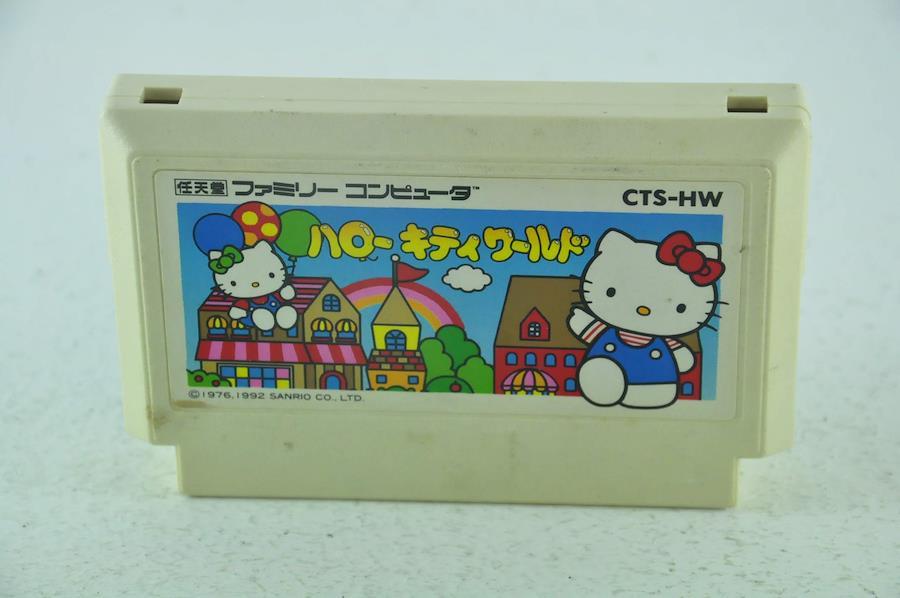 任天堂 ファミリー コンピュータ™ CTS-HW
ハロー キティ ワールド
©1976, 1992 SANRIO CO., LTD.